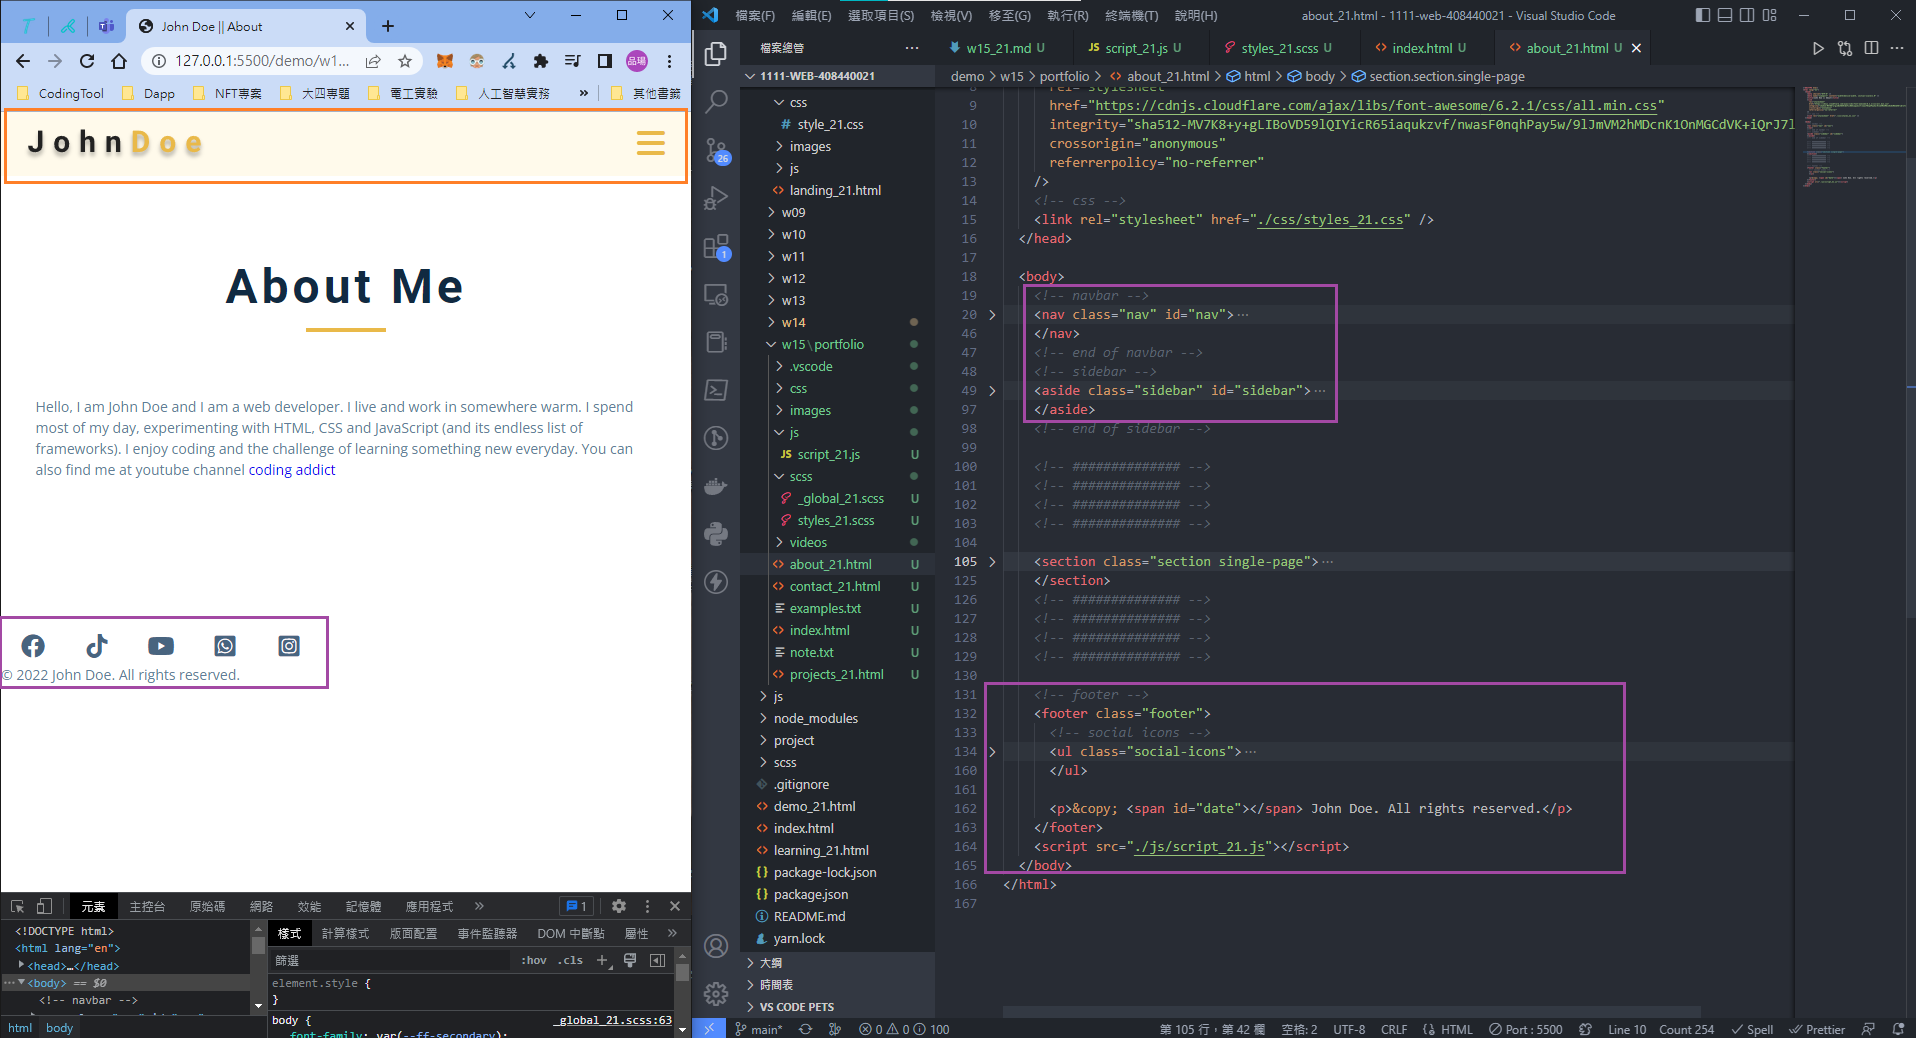 John Doe || About
127.0.0.1:5500/demo/w1...
品瑒
CodingTool
Dapp
NFT專案
大四專題
電工實驗
人工智慧實務
»
其他書籤
JohnDoe
About Me
Hello, I am John Doe and I am a web developer. I live and work in somewhere warm. I spend
most of my day, experimenting with HTML, CSS and JavaScript (and its endless list of
frameworks). I enjoy coding and the challenge of learning something new everyday. You can
also find me at youtube channel coding addict
© 2022 John Doe. All rights reserved.
元素 主控台 原始碼 網路 效能 記憶體 應用程式 » 1
<!DOCTYPE html>
<html lang="en">
<head>…</head>
<body> == $0
<!-- navbar -->
html body
樣式 計算樣式 版面配置 事件監聽器 DOM 中斷點 屬性 »
篩選 :hov .cls +
element.style {
}
body { _global_21.scss:63
font-family: var(--ff-secondary);
檔案(F) 編輯(E) 選取項目(S) 檢視(V) 移至(G) 執行(R) 終端機(T) 說明(H)
about_21.html - 1111-web-408440021 - Visual Studio Code
26
1
檔案總管 ...
1111-WEB-408440021
css
# style_21.css
images
js
landing_21.html
w09
w10
w11
w12
w13
w14
w15\portfolio
.vscode
css
images
js
JS script_21.js U
scss
_global_21.scss U
styles_21.scss U
videos
about_21.html U
contact_21.html U
examples.txt U
index.html U
note.txt U
projects_21.html U
js
node_modules
project
scss
.gitignore
demo_21.html
index.html
learning_21.html
package-lock.json
package.json
README.md
yarn.lock
大綱
時間表
VS CODE PETS
w15_21.md U
JS script_21.js U
styles_21.scss U
index.html U
about_21.html U
demo > w15 > portfolio > about_21.html > html > body > section.section.single-page
8 rel="stylesheet"
9 href="https://cdnjs.cloudflare.com/ajax/libs/font-awesome/6.2.1/css/all.min.css"
10 integrity="sha512-MV7K8+y+gLIBoVD59lQIYicR65iaqukzvf/nwasF0nqhPay5w/9lJmVM2hMDcnK1OnMGCdVK+iQrJ7l
11 crossorigin="anonymous"
12 referrerpolicy="no-referrer"
13 />
14 <!-- css -->
15 <link rel="stylesheet" href="./css/styles_21.css" />
16 </head>
17
18 <body>
19 <!-- navbar -->
20 <nav class="nav" id="nav">…
46 </nav>
47 <!-- end of navbar -->
48 <!-- sidebar -->
49 <aside class="sidebar" id="sidebar">…
97 </aside>
98 <!-- end of sidebar -->
99
100 <!-- ############## -->
101 <!-- ############## -->
102 <!-- ############## -->
103 <!-- ############## -->
104
105 <section class="section single-page">…
125 </section>
126 <!-- ############## -->
127 <!-- ############## -->
128 <!-- ############## -->
129 <!-- ############## -->
130
131 <!-- footer -->
132 <footer class="footer">
133 <!-- social icons -->
134 <ul class="social-icons">…
160 </ul>
161
162 <p>&copy; <span id="date"></span> John Doe. All rights reserved.</p>
163 </footer>
164 <script src="./js/script_21.js"></script>
165 </body>
166 </html>
167
main* 0 0 100 第 105 行，第 42 欄 空格: 2 UTF-8 CRLF HTML Port : 5500 Line 10 Count 254 Spell Prettier